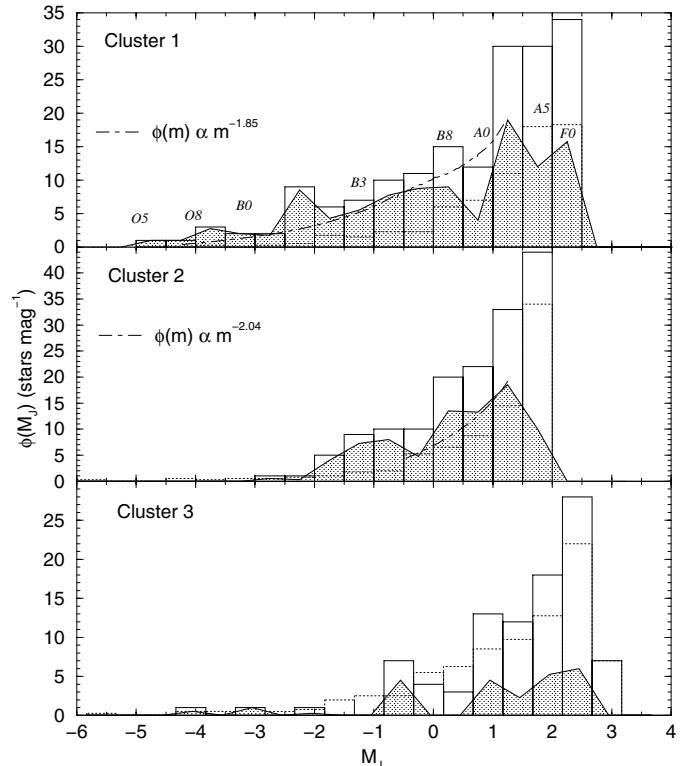 35
30
25
20
15
10
5
0
Cluster 1
ϕ(m) α m^-1.85
O5 O8 B0 B3 B8 A0 A5 F0
40
35
30
25
20
15
10
5
0
Cluster 2
ϕ(m) α m^-2.04
ϕ(M_J) (stars mag^-1)
25
20
15
10
5
0
Cluster 3
−6 −5 −4 −3 −2 −1 0 1 2 3 4
M_J